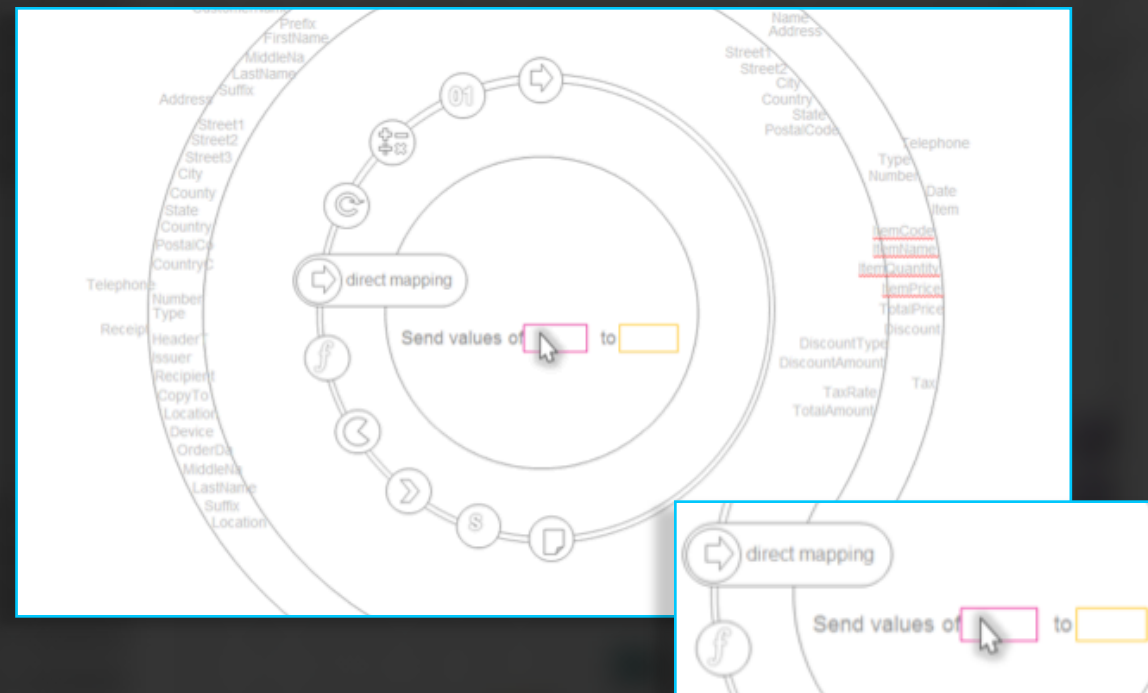 Prefix
FirstName
MiddleNa
LastName
Suffix
Address
Street1
Street2
Street3
City
County
State
Country
PostalCo
CountryC
Telephone
Number
Type
Receipt
Header
Issuer
Recipient
CopyTo
Location
Device
OrderDa
MiddleNa
LastName
Suffix
Location
01
direct mapping
Send values of to
f
S
Name
Address
Street1
Street2
City
Country
State
PostalCode
Telephone
Type
Number
Date
Item
ItemCode
ItemName
ItemQuantity
ItemPrice
TotalPrice
Discount
DiscountType
DiscountAmount
Tax
TaxRate
TotalAmount
direct mapping
Send values of to
f